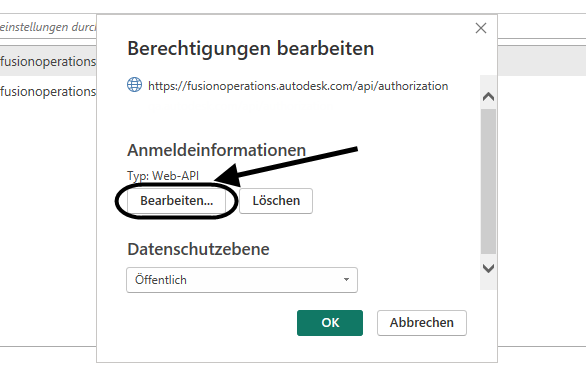 einstellungen durc
Berechtigungen bearbeiten
fusionoperations
https://fusionoperations.autodesk.com/api/authorization
fusionoperations
Anmeldeinformationen
Typ: Web-API
Bearbeiten... Löschen
Datenschutzebene
Öffentlich
OK Abbrechen